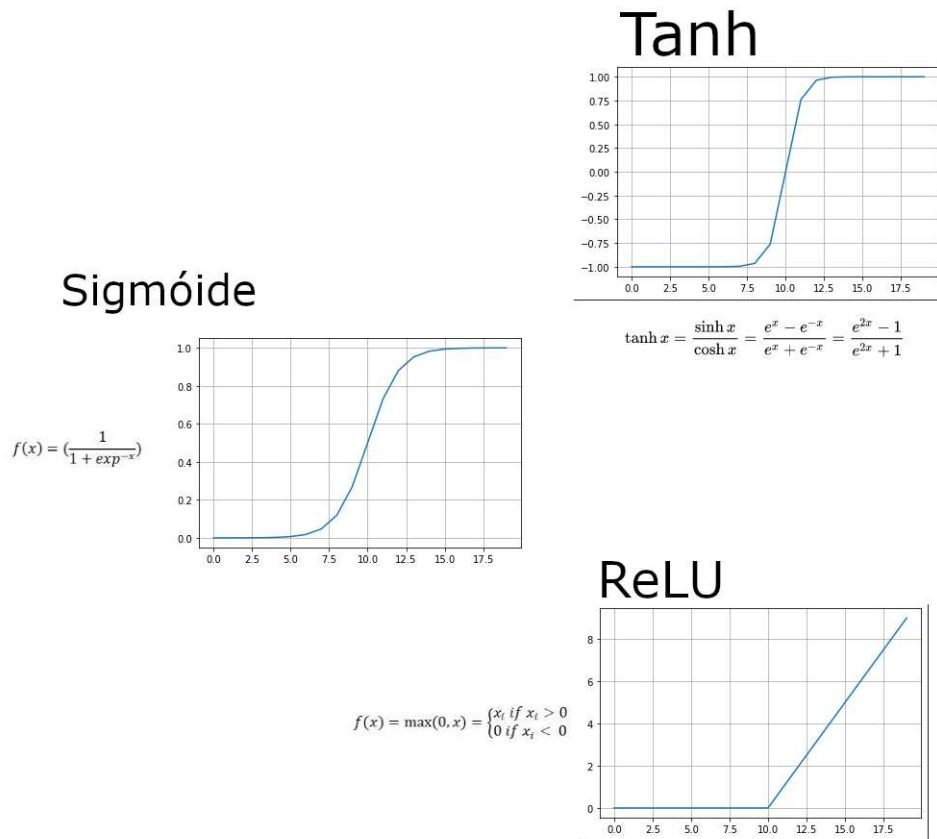 Tanh
1.00
0.75
0.50
0.25
0.00
−0.25
−0.50
−0.75
−1.00
0.0 2.5 5.0 7.5 10.0 12.5 15.0 17.5
tanh x = sinh x / cosh x = e^x − e^−x / e^x + e^−x = e^2x − 1 / e^2x + 1
Sigmóide
1.0
0.8
0.6
0.4
0.2
0.0
0.0 2.5 5.0 7.5 10.0 12.5 15.0 17.5
f(x) = (1 / 1 + exp^−x)
ReLU
8
6
4
2
0
0.0 2.5 5.0 7.5 10.0 12.5 15.0 17.5
f(x) = max(0, x) = {x_i if x_i > 0
{0 if x_i < 0